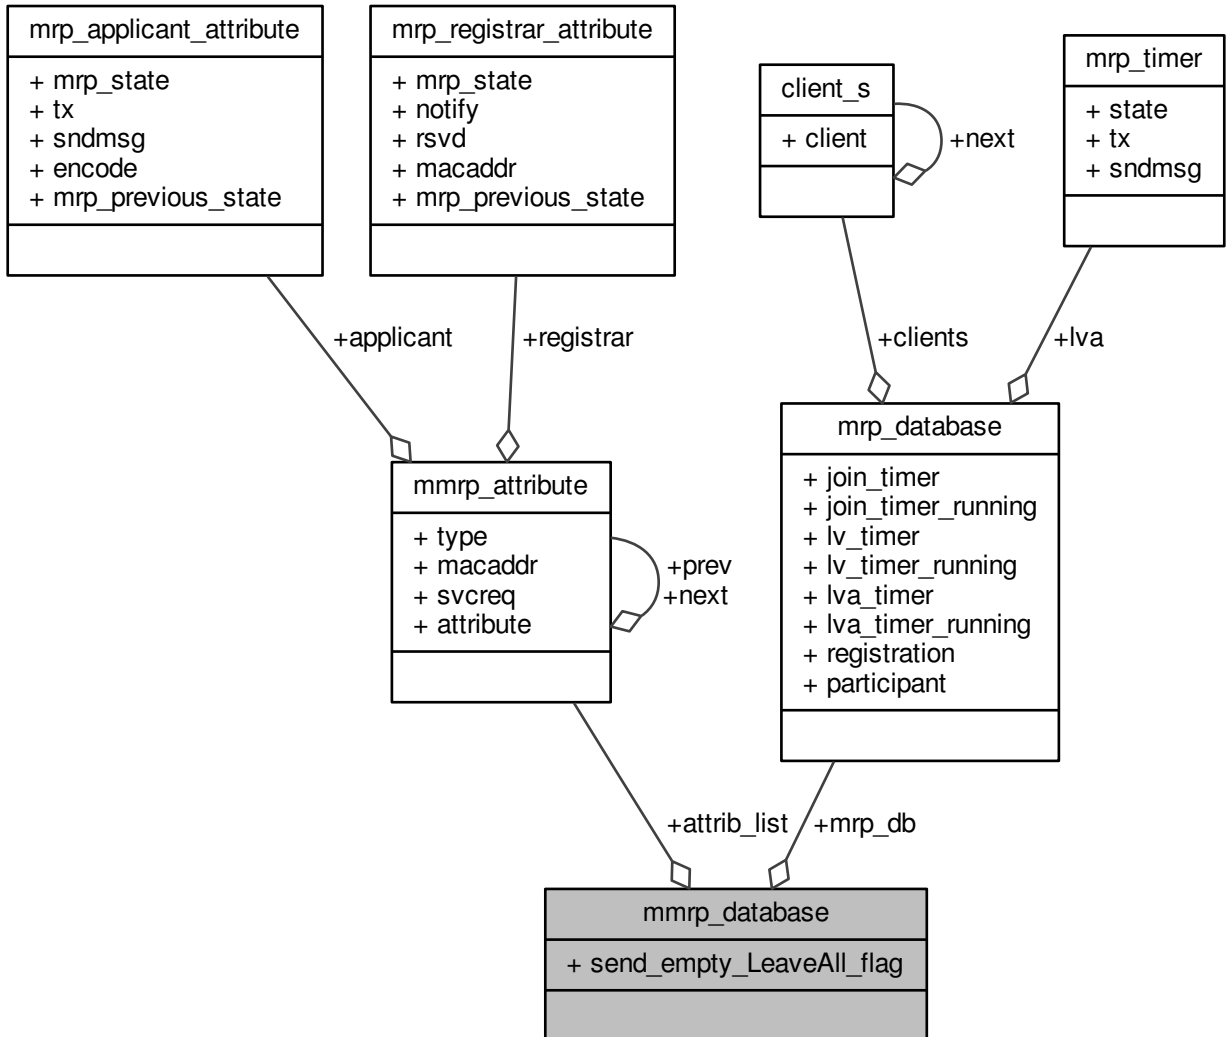 mrp_applicant_attribute
+ mrp_state
+ tx
+ sndmsg
+ encode
+ mrp_previous_state
mrp_registrar_attribute
+ mrp_state
+ notify
+ rsvd
+ macaddr
+ mrp_previous_state
client_s
+ client
+next
mrp_timer
+ state
+ tx
+ sndmsg
+applicant
+registrar
+clients
+lva
mmrp_attribute
+ type
+ macaddr
+ svcreq
+ attribute
+prev
+next
mrp_database
+ join_timer
+ join_timer_running
+ lv_timer
+ lv_timer_running
+ lva_timer
+ lva_timer_running
+ registration
+ participant
+attrib_list
+mrp_db
mmrp_database
+ send_empty_LeaveAll_flag